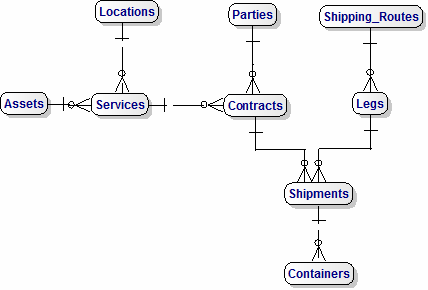 Locations
Parties
Shipping_Routes
Assets
Services
Contracts
Legs
Shipments
Containers